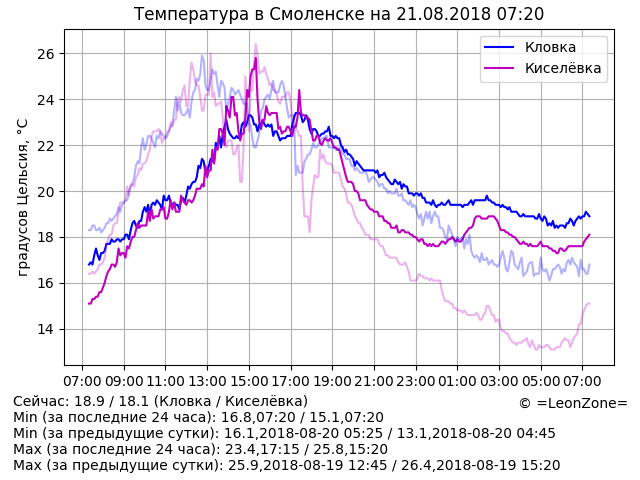 Температура в Смоленске на 21.08.2018 07:20
градусов Цельсия, °C
26
24
22
20
18
16
14
Кловка
Киселёвка
07:00 09:00 11:00 13:00 15:00 17:00 19:00 21:00 23:00 01:00 03:00 05:00 07:00
Сейчас: 18.9 / 18.1 (Кловка / Киселёвка)
© =LeonZone=
Min (за последние 24 часа): 16.8,07:20 / 15.1,07:20
Min (за предыдущие сутки): 16.1,2018-08-20 05:25 / 13.1,2018-08-20 04:45
Max (за последние 24 часа): 23.4,17:15 / 25.8,15:20
Max (за предыдущие сутки): 25.9,2018-08-19 12:45 / 26.4,2018-08-19 15:20